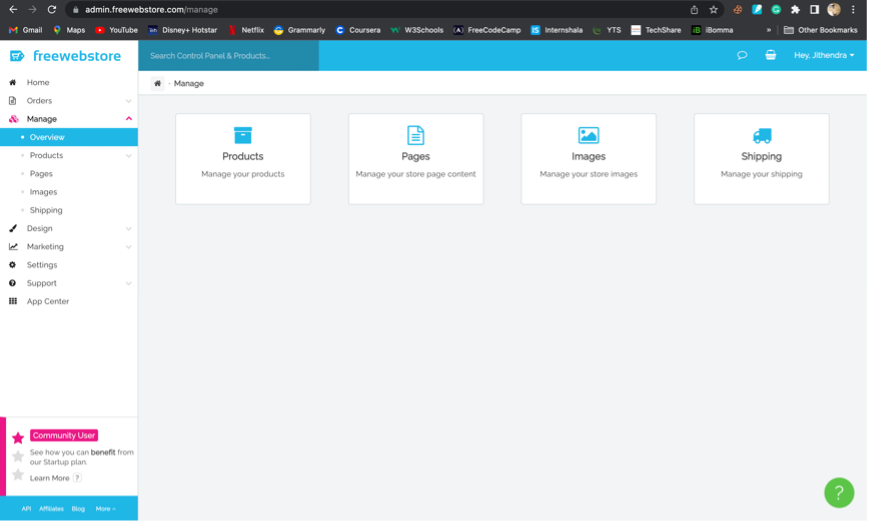 admin.freewebstore.com/manage
Gmail Maps YouTube Disney+ Hotstar Netflix Grammarly Coursera W3Schools FreeCodeCamp Internshala YTS TechShare iBomma » Other Bookmarks
freewebstore
Search Control Panel & Products...
Hey, Jithendra
Home
Orders
Manage
Overview
Products
Pages
Images
Shipping
Design
Marketing
Settings
Support
App Center
Manage
Products
Manage your products
Pages
Manage your store page content
Images
Manage your store images
Shipping
Manage your shipping
Community User
See how you can benefit from
our Startup plan.
Learn More ?
API Affiliates Blog More
?